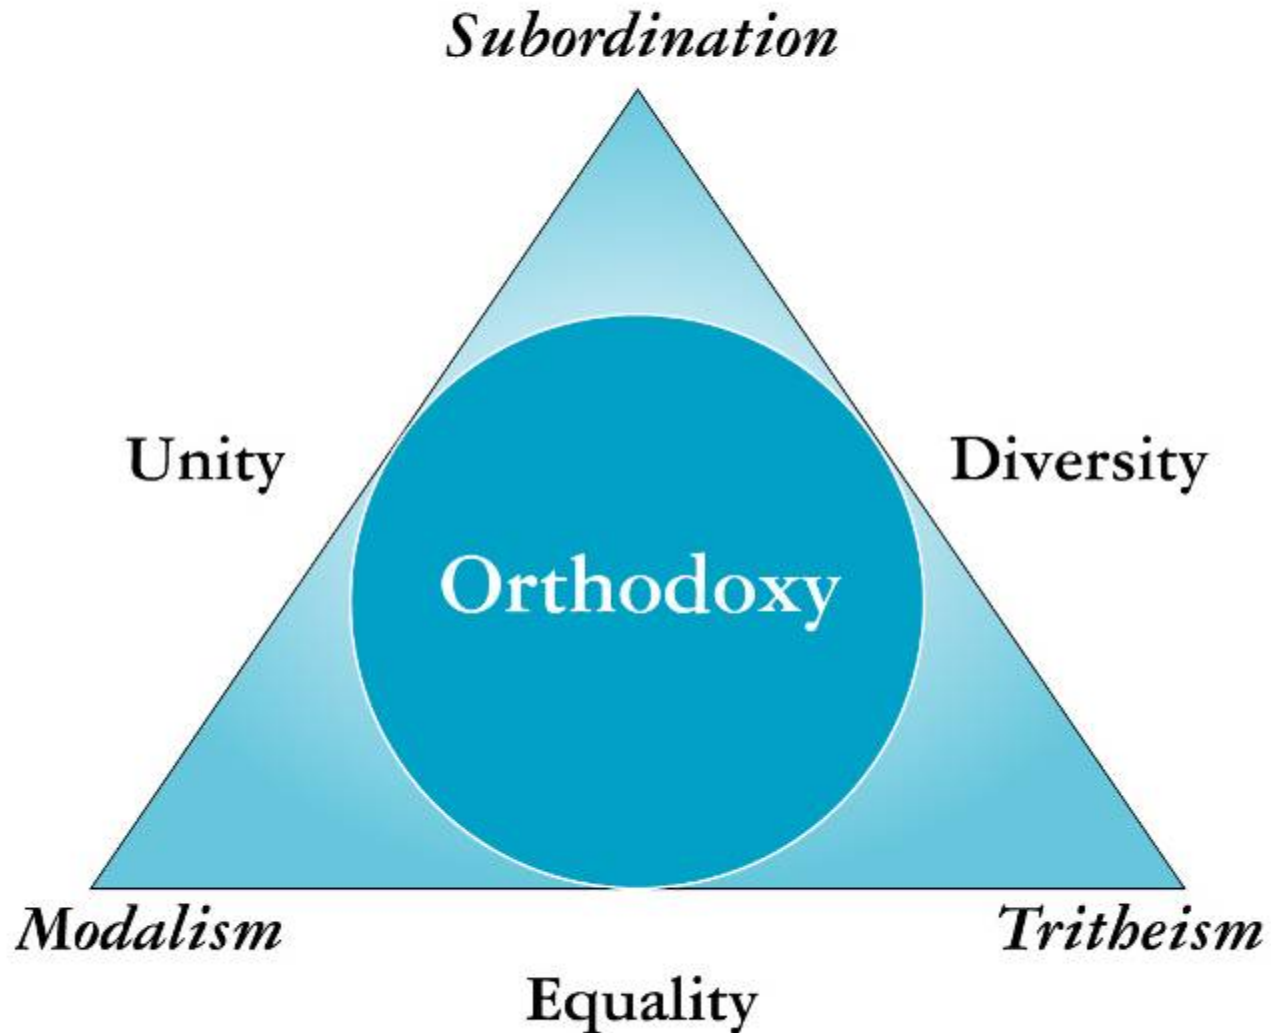 Subordination
Unity
Diversity
Orthodoxy
Modalism
Tritheism
Equality